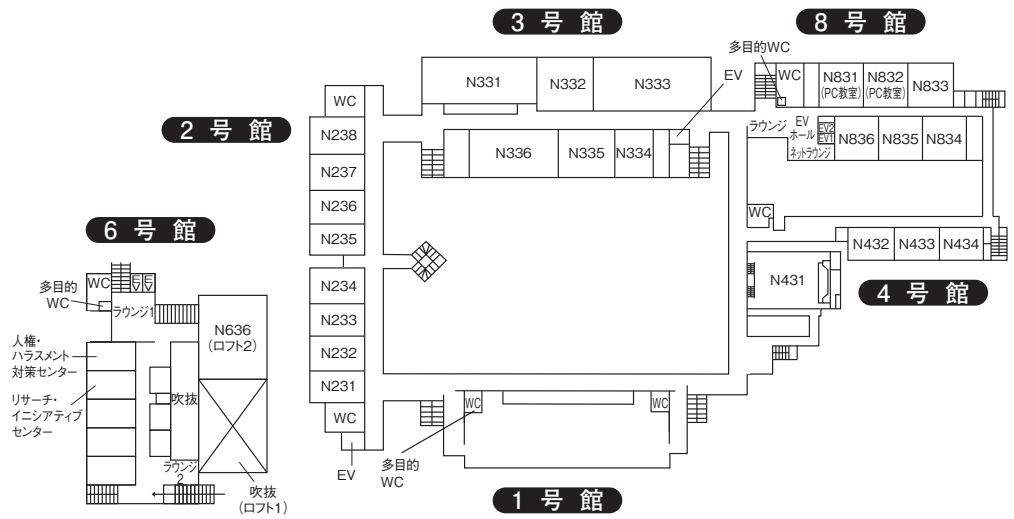 3 号 館
8 号 館
多目的WC
EV
N331
N332
N333
WC
N831
(PC教室)
N832
(PC教室)
N833
2 号 館
WC
N238
N237
N236
N235
N234
N233
N232
N231
WC
EV
N336
N335
N334
ラウンジ
EV
ホール
EV2
EV1
ネットラウンジ
N836
N835
N834
WC
N432
N433
N434
N431
4 号 館
6 号 館
WC
EV
EV
多目的
WC
ラウンジ1
N636
(ロフト2)
人権・
ハラスメント
対策センター
リサーチ・
イニシアティブ
センター
吹抜
ラウンジ
2
吹抜
(ロフト1)
WC
WC
多目的
WC
1 号 館